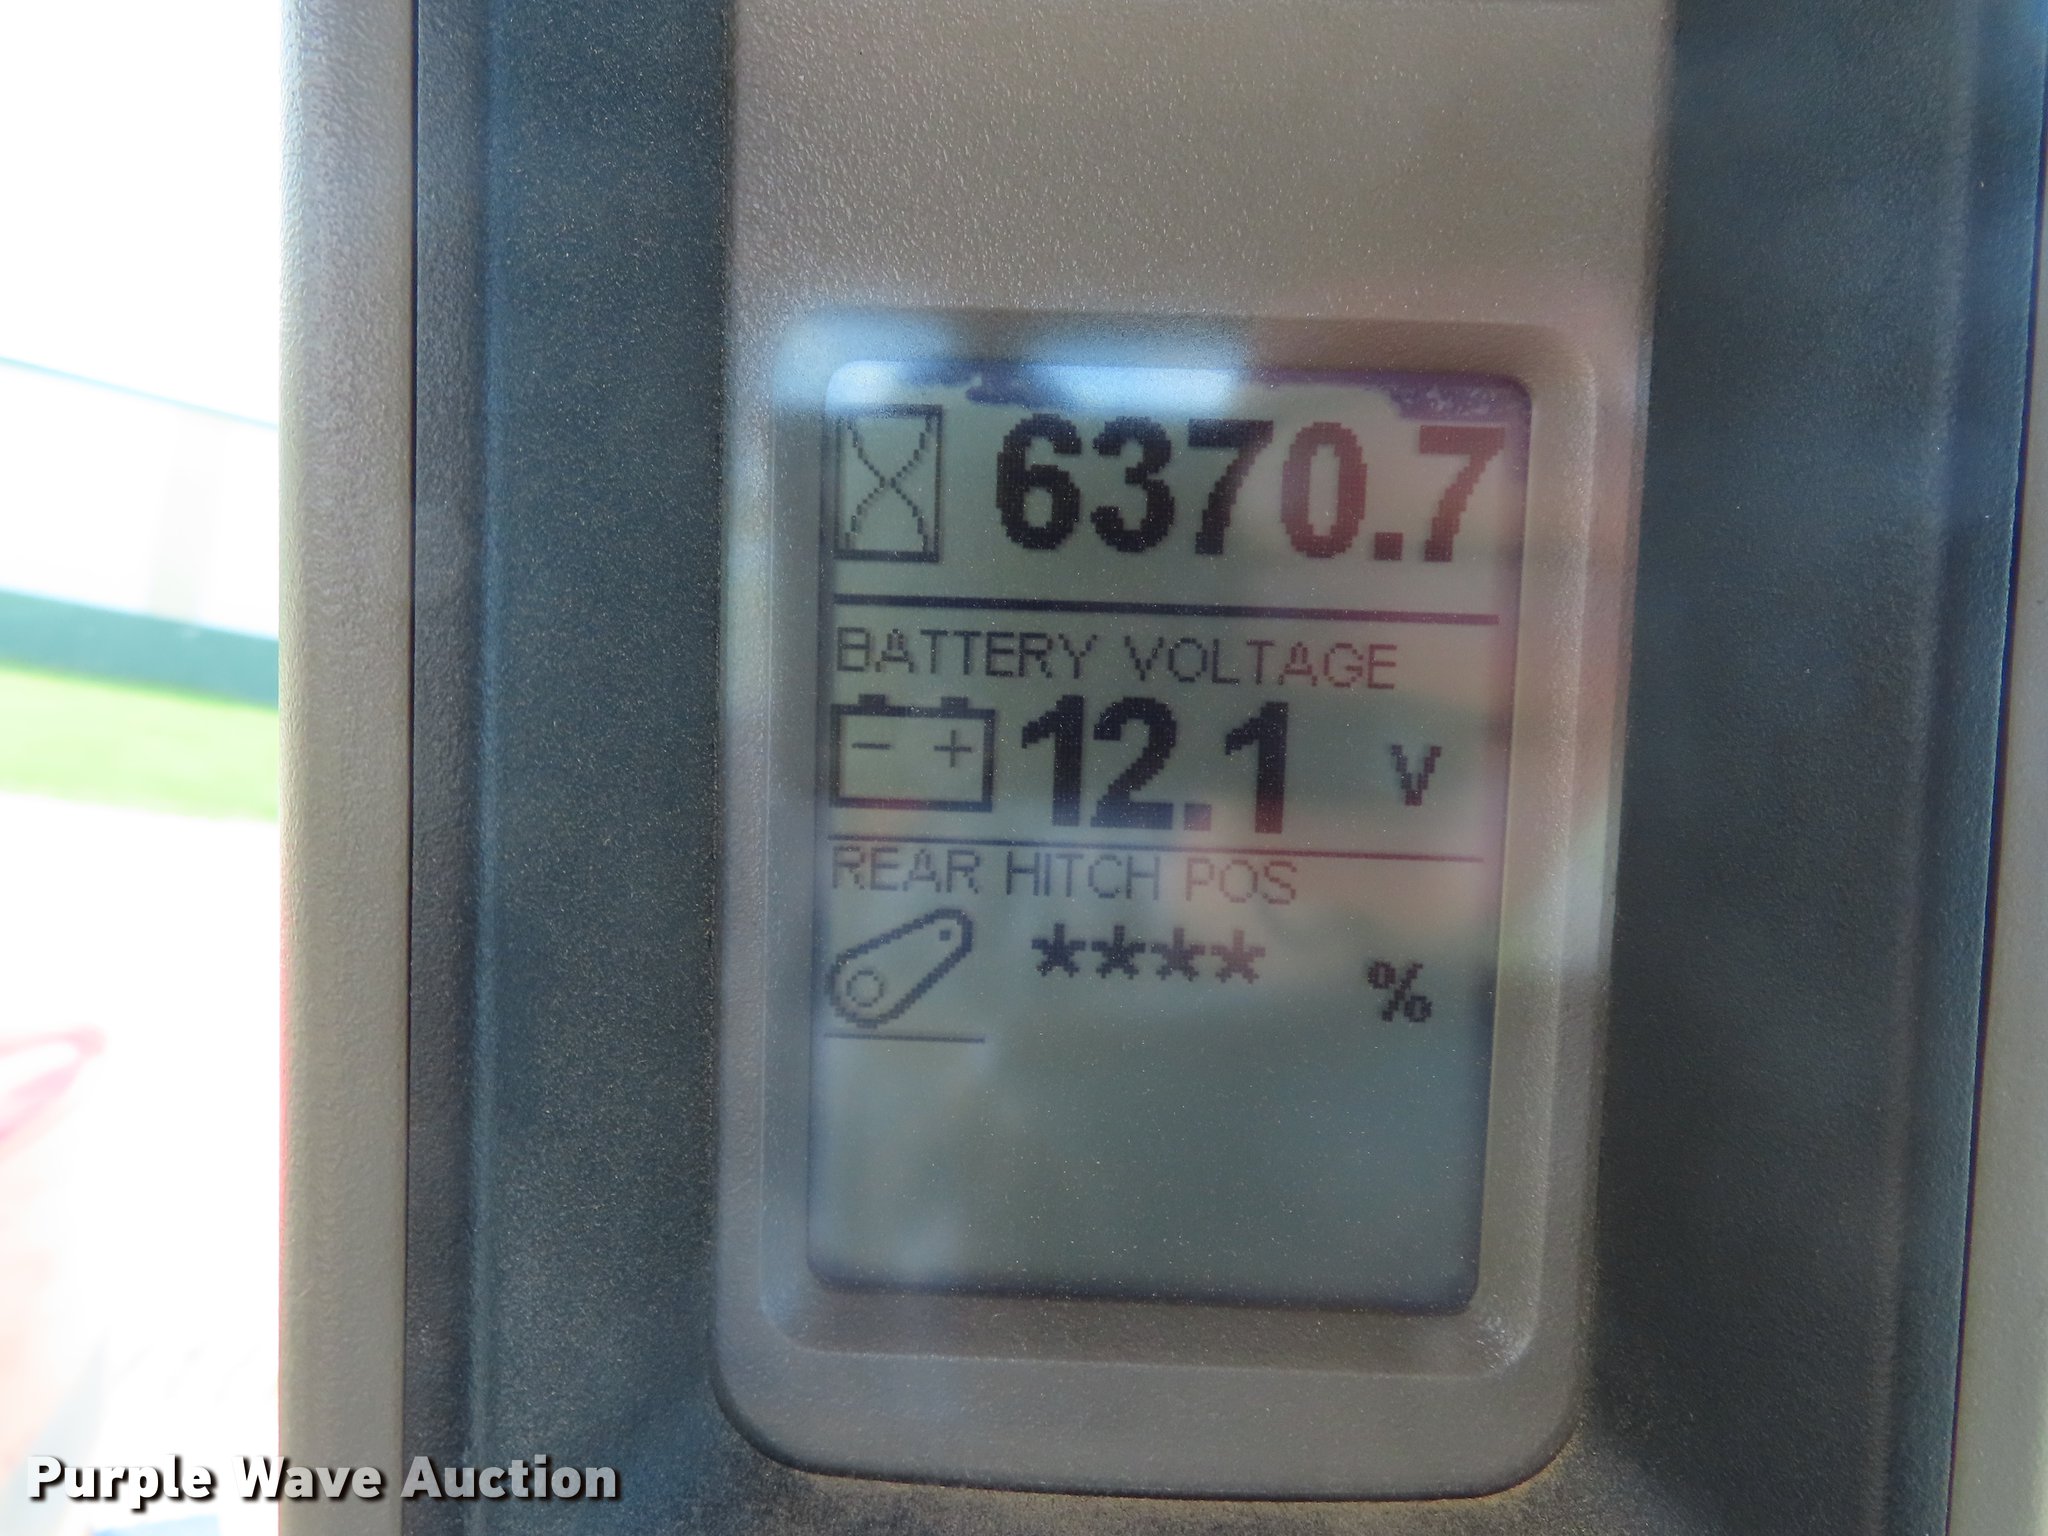 6370.7
BATTERY VOLTAGE
- + 12.1 V
REAR HITCH POS
**** %
Purple Wave Auction